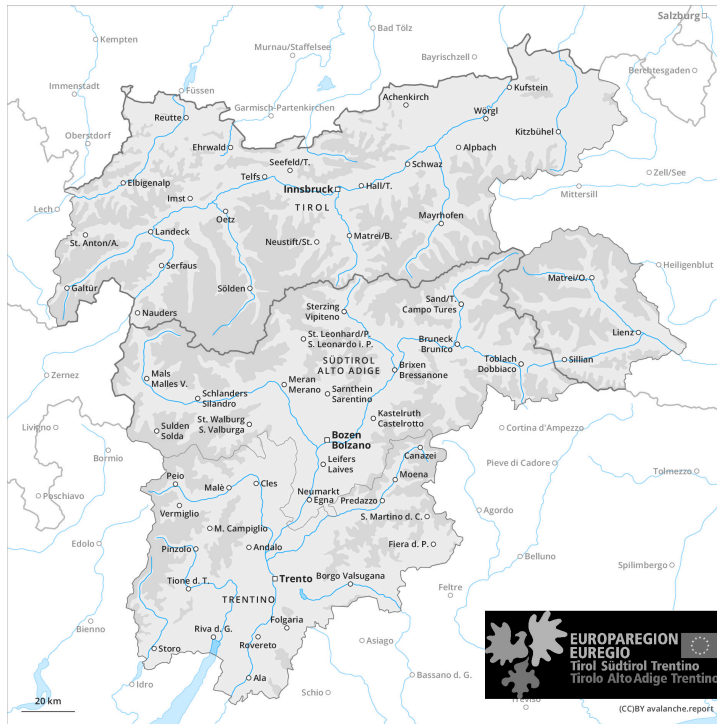 Salzburg
Kempten
Bad Tölz
Murnau/Staffelsee
Bayrischzell
Berchtesgaden
Immenstadt
Füssen
Kufstein
Achenkirch
Garmisch-Partenkirchen
Reutte
Wörgl
Oberstdorf
Kitzbühel
Ehrwald
Alpbach
Seefeld/T.
Schwaz
Telfs
Zell/See
Elbigenalp
Innsbruck
Hall/T.
Mittersill
Imst
TIROL
Lech
Oetz
Mayrhofen
Landeck
Matrei/B.
St. Anton/A.
Neustift/St.
Serfaus
Heiligenblut
Matrei/O.
Galtür
Sölden
Sand/T.
Campo Tures
Nauders
Sterzing
Vipiteno
Lienz
St. Leonhard/P.
S. Leonardo i. P.
Bruneck
Brunico
SÜDTIROL
ALTO ADIGE
Toblach
Dobbiaco
Sillian
Brixen
Bressanone
Zernez
Mals
Malles V.
Meran
Merano
Sarnthein
Sarentino
Schlanders
Silandro
St. Walburg
S. Valburga
Kastelruth
Castelrotto
Livigno
Sulden
Solda
Cortina d'Ampezzo
Bozen
Bolzano
Bormio
Canazei
Leifers
Laives
Pieve di Cadore
Tolmezzo
Peio
Moena
Malè
Cles
Neumarkt
Egna
Predazzo
Poschiavo
Vermiglio
Agordo
S. Martino d. C.
M. Campiglio
Edolo
Pinzolo
Andalo
Fiera d. P.
Belluno
Spilimbergo
Tione d. T.
Trento
Borgo Valsugana
Feltre
TRENTINO
Folgaria
Bienno
Riva d. G.
Rovereto
Asiago
Storo
Ala
Bassano d. G.
Idro
Schio
Treviso
EUROPAREGION
EUREGIO
Tirol Südtirol Trentino
Tirolo Alto Adige Trentino
20 km
(CC)BY avalanche.report